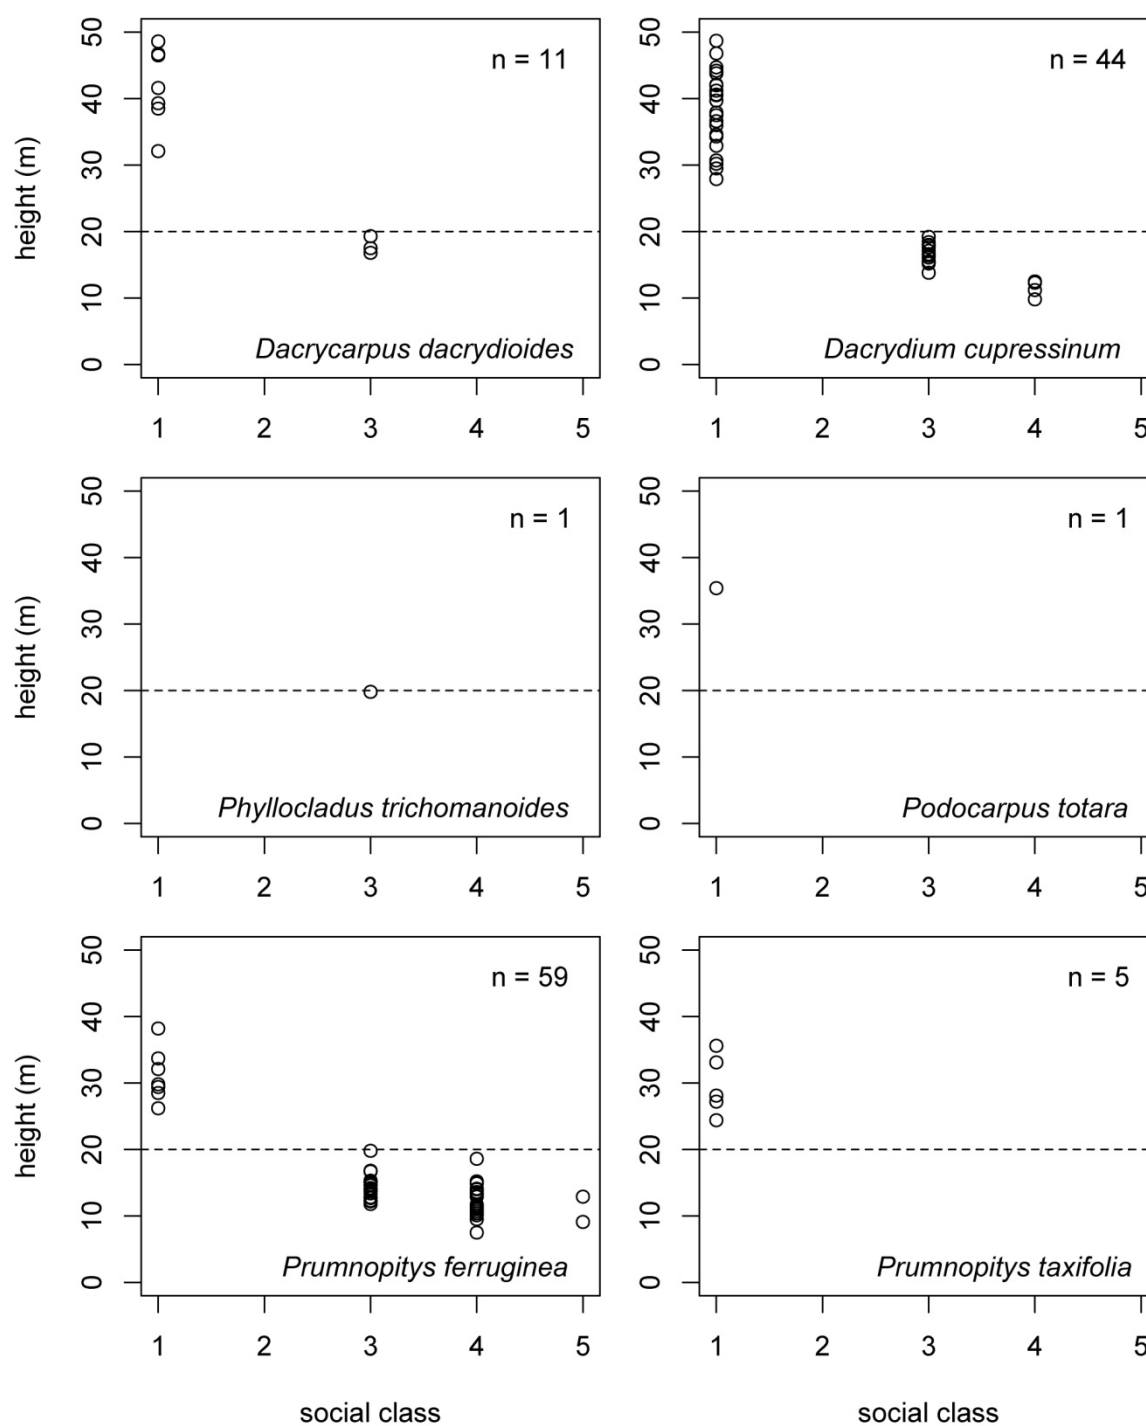 height (m)
50
40
30
20
10
0
n = 11
Dacrycarpus dacrydioides
1 2 3 4 5
50
40
30
20
10
0
n = 44
Dacrydium cupressinum
1 2 3 4 5
height (m)
50
40
30
20
10
0
n = 1
Phyllocladus trichomanoides
1 2 3 4 5
50
40
30
20
10
0
n = 1
Podocarpus totara
1 2 3 4 5
height (m)
50
40
30
20
10
0
n = 59
Prumnopitys ferruginea
1 2 3 4 5
social class
50
40
30
20
10
0
n = 5
Prumnopitys taxifolia
1 2 3 4 5
social class